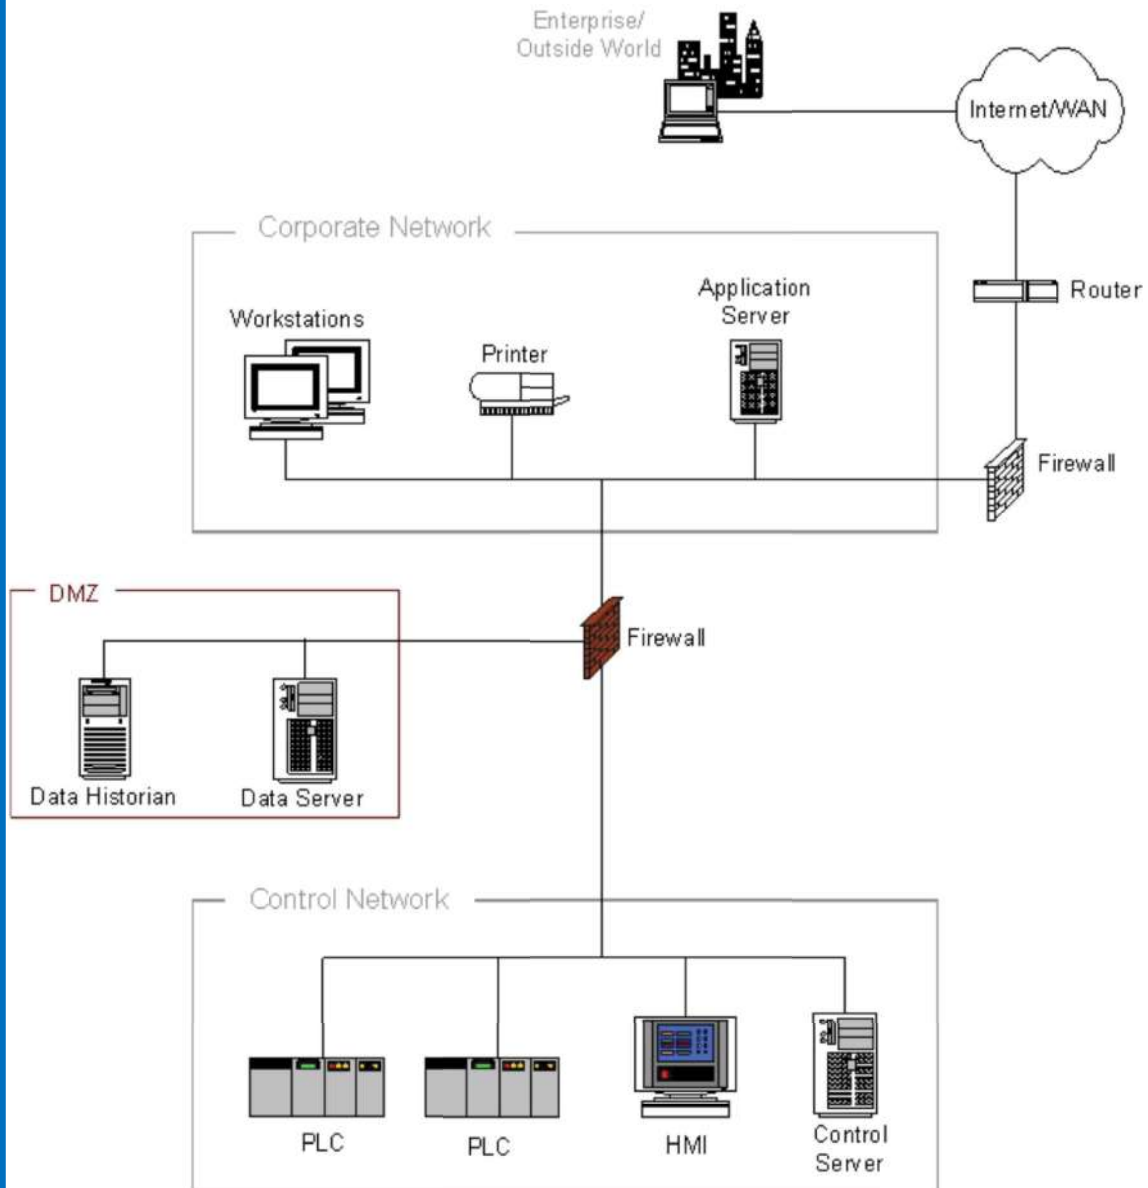 Enterprise/
Outside World
Internet/WAN
Corporate Network
Router
Application
Server
Workstations
Printer
Firewall
DMZ
Firewall
Data Historian
Data Server
Control Network
PLC
PLC
HMI
Control
Server